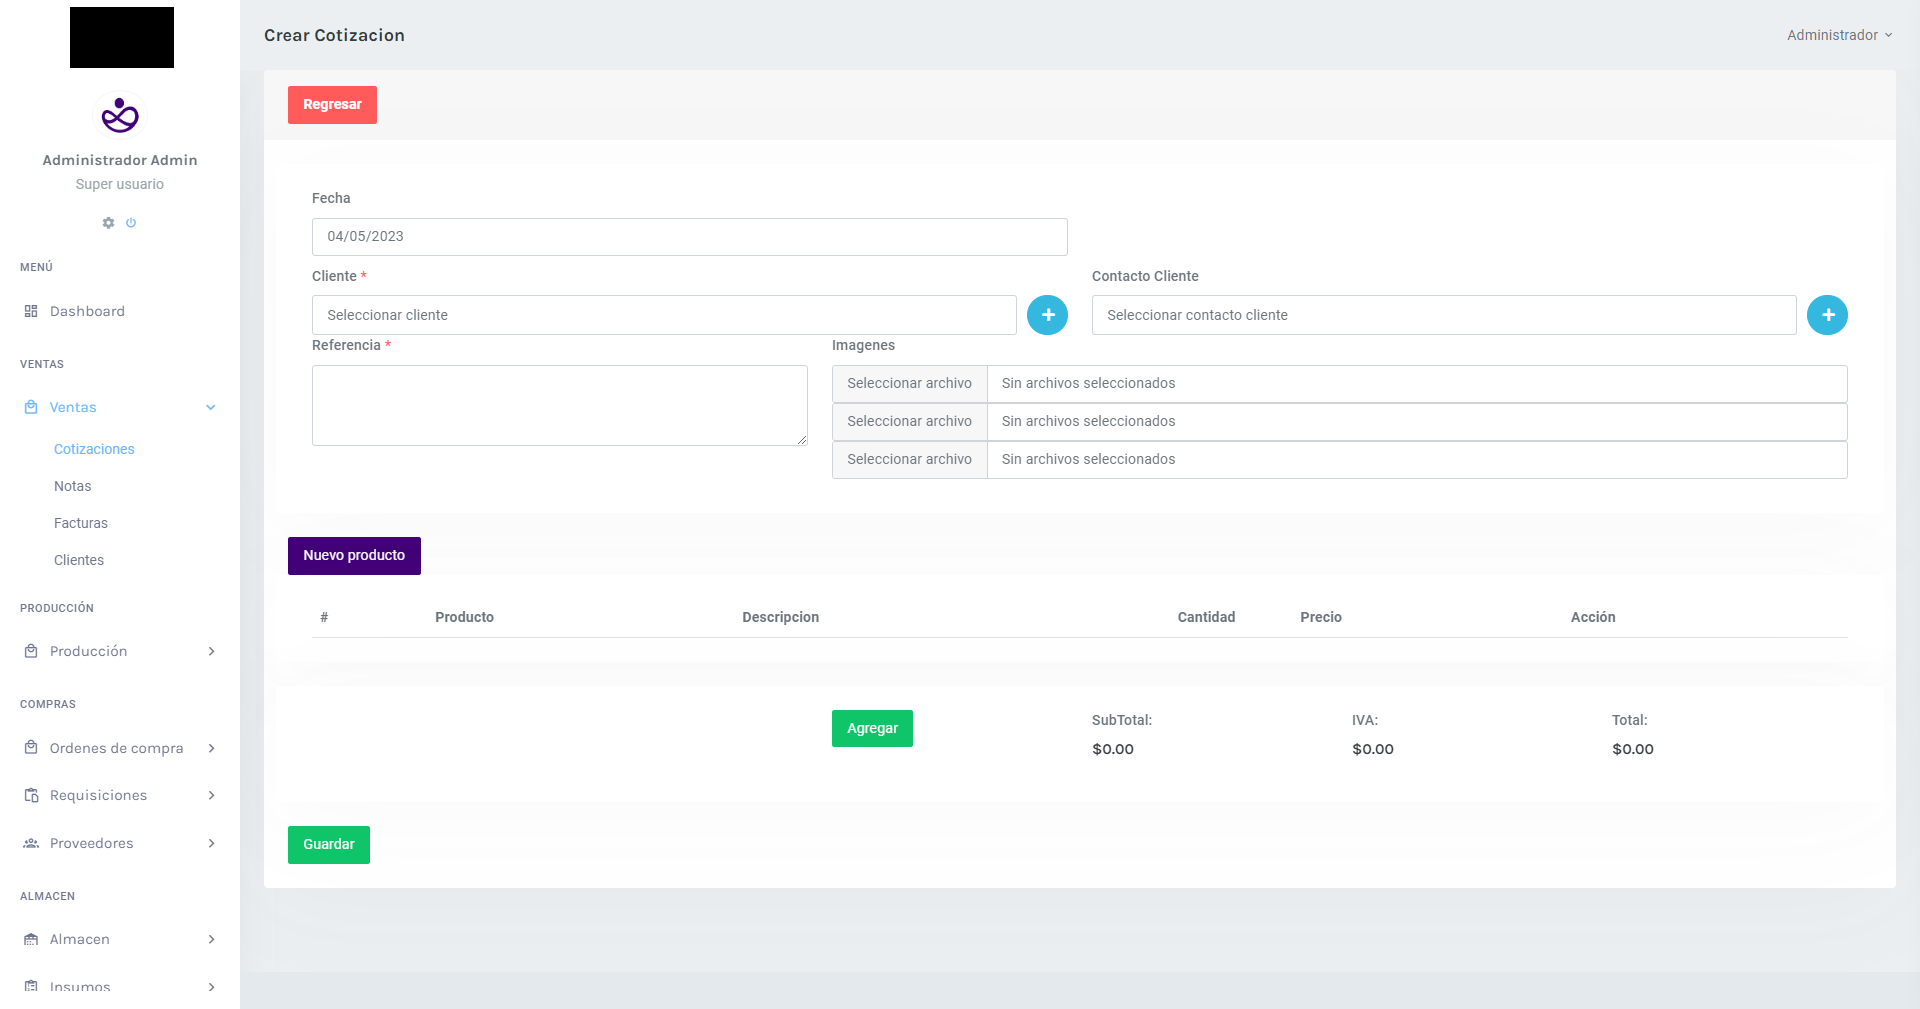 Administrador Admin
Super usuario
MENÚ
Dashboard
VENTAS
Ventas
Cotizaciones
Notas
Facturas
Clientes
PRODUCCIÓN
Producción
COMPRAS
Ordenes de compra
Requisiciones
Proveedores
ALMACEN
Almacen
Insumos
Crear Cotizacion
Administrador
Regresar
Fecha
04/05/2023
Cliente *
Contacto Cliente
Seleccionar cliente
+
Seleccionar contacto cliente
+
Referencia *
Imagenes
Seleccionar archivo Sin archivos seleccionados
Seleccionar archivo Sin archivos seleccionados
Seleccionar archivo Sin archivos seleccionados
Nuevo producto
# Producto Descripcion Cantidad Precio Acción
Agregar
SubTotal: IVA: Total:
$0.00 $0.00 $0.00
Guardar